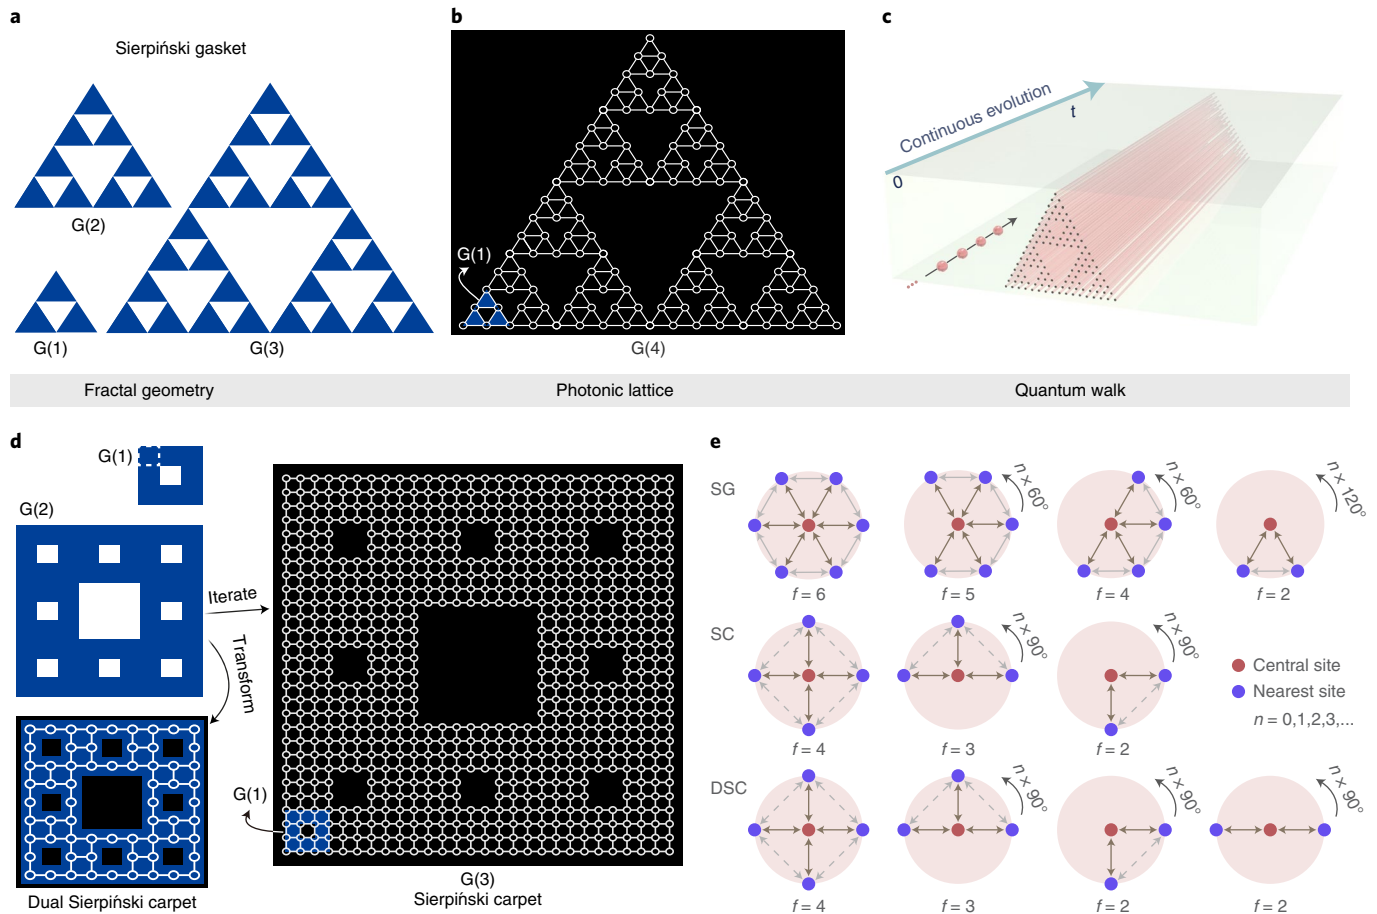 a
Sierpiński gasket
G(2)
G(1)
G(3)
b
G(1)
G(4)
c
Continuous evolution
t
0
Fractal geometry
Photonic lattice
Quantum walk
d
G(1)
G(2)
Iterate
Transform
Dual Sierpiński carpet
G(1)
G(3)
Sierpiński carpet
e
SG
n × 60°
n × 60°
n × 120°
f = 6
f = 5
f = 4
f = 2
SC
n × 90°
n × 90°
f = 4
f = 3
f = 2
Central site
Nearest site
n = 0,1,2,3,...
DSC
n × 90°
n × 90°
n × 90°
f = 4
f = 3
f = 2
f = 2